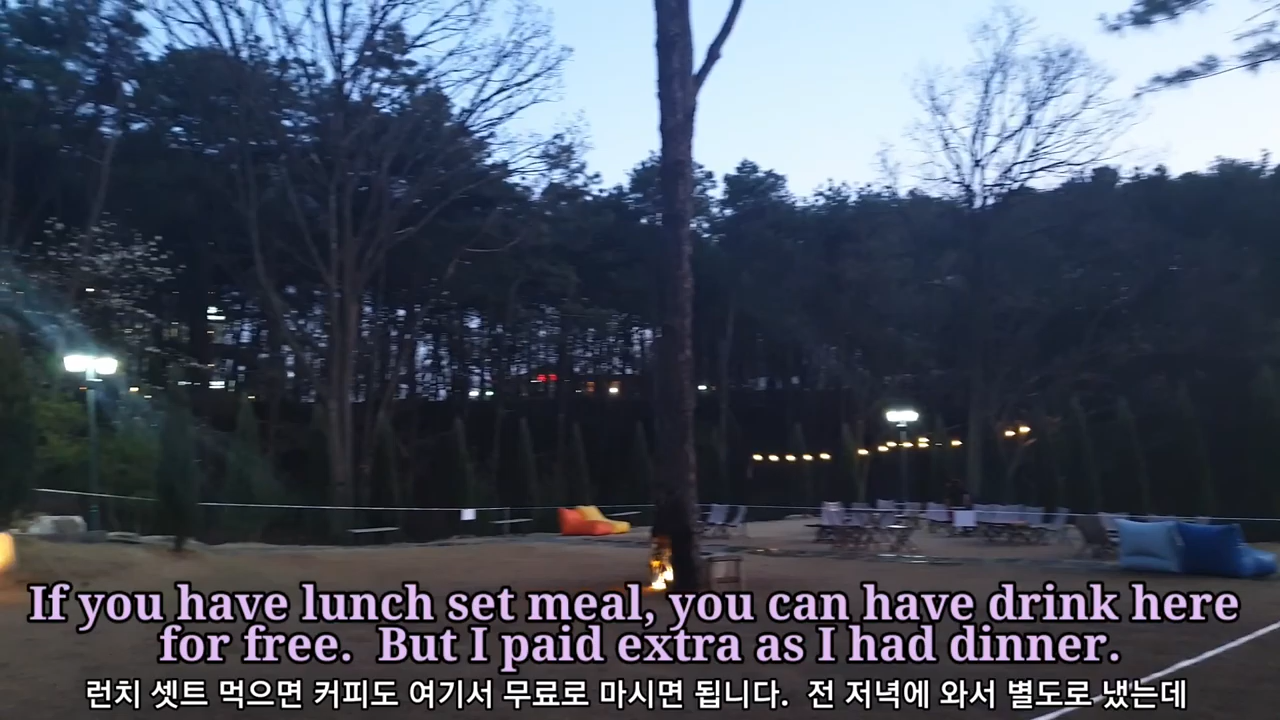 If you have lunch set meal, you can have drink here
for free. But I paid extra as I had dinner.
런치 셋트 먹으면 커피도 여기서 무료로 마시면 됩니다. 전 저녁에 와서 별도로 냈는데